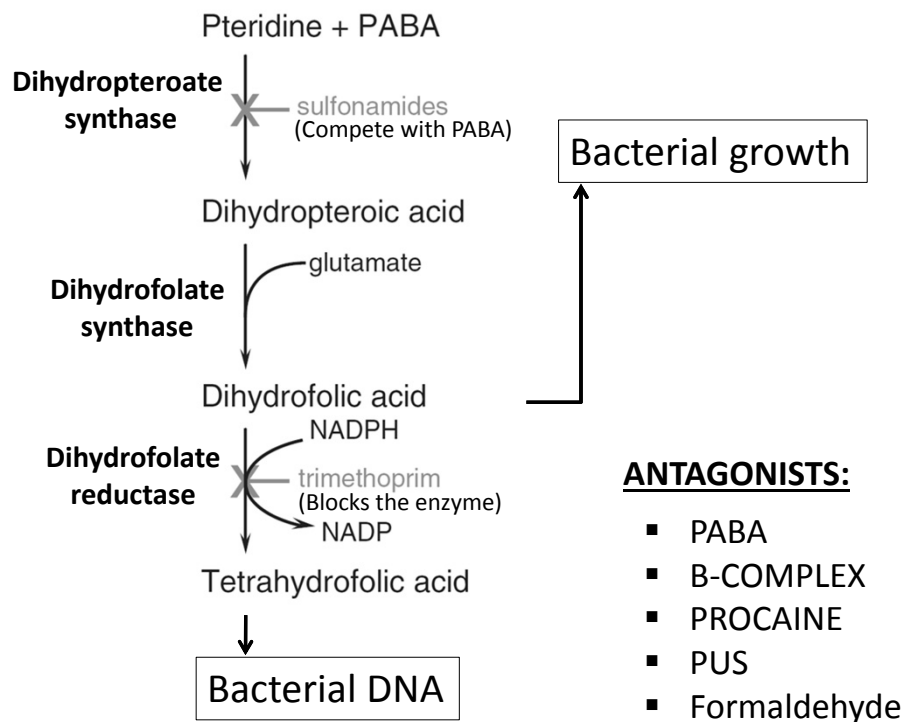 Pteridine + PABA
Dihydropteroate
synthase
sulfonamides
(Compete with PABA)
Bacterial growth
Dihydropteroic acid
glutamate
Dihydrofolate
synthase
Dihydrofolic acid
NADPH
Dihydrofolate
reductase
trimethoprim
(Blocks the enzyme)
NADP
Tetrahydrofolic acid
Bacterial DNA
ANTAGONISTS:
▪ PABA
▪ B-COMPLEX
▪ PROCAINE
▪ PUS
▪ Formaldehyde